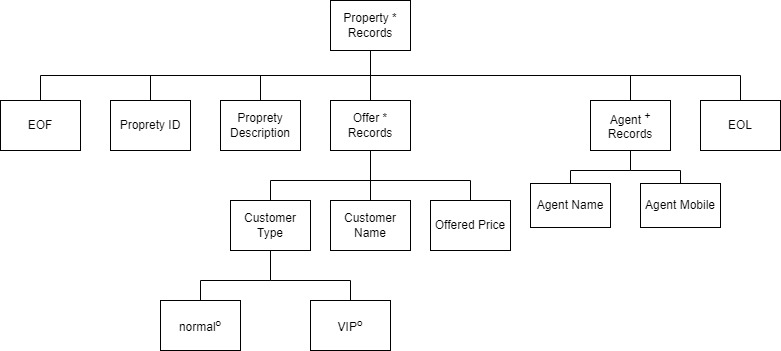 Property *
Records
EOF
Proprety ID
Proprety
Description
Offer *
Records
Agent +
Records
EOL
Customer
Type
Customer
Name
Offered Price
Agent Name
Agent Mobile
normal°
VIP°